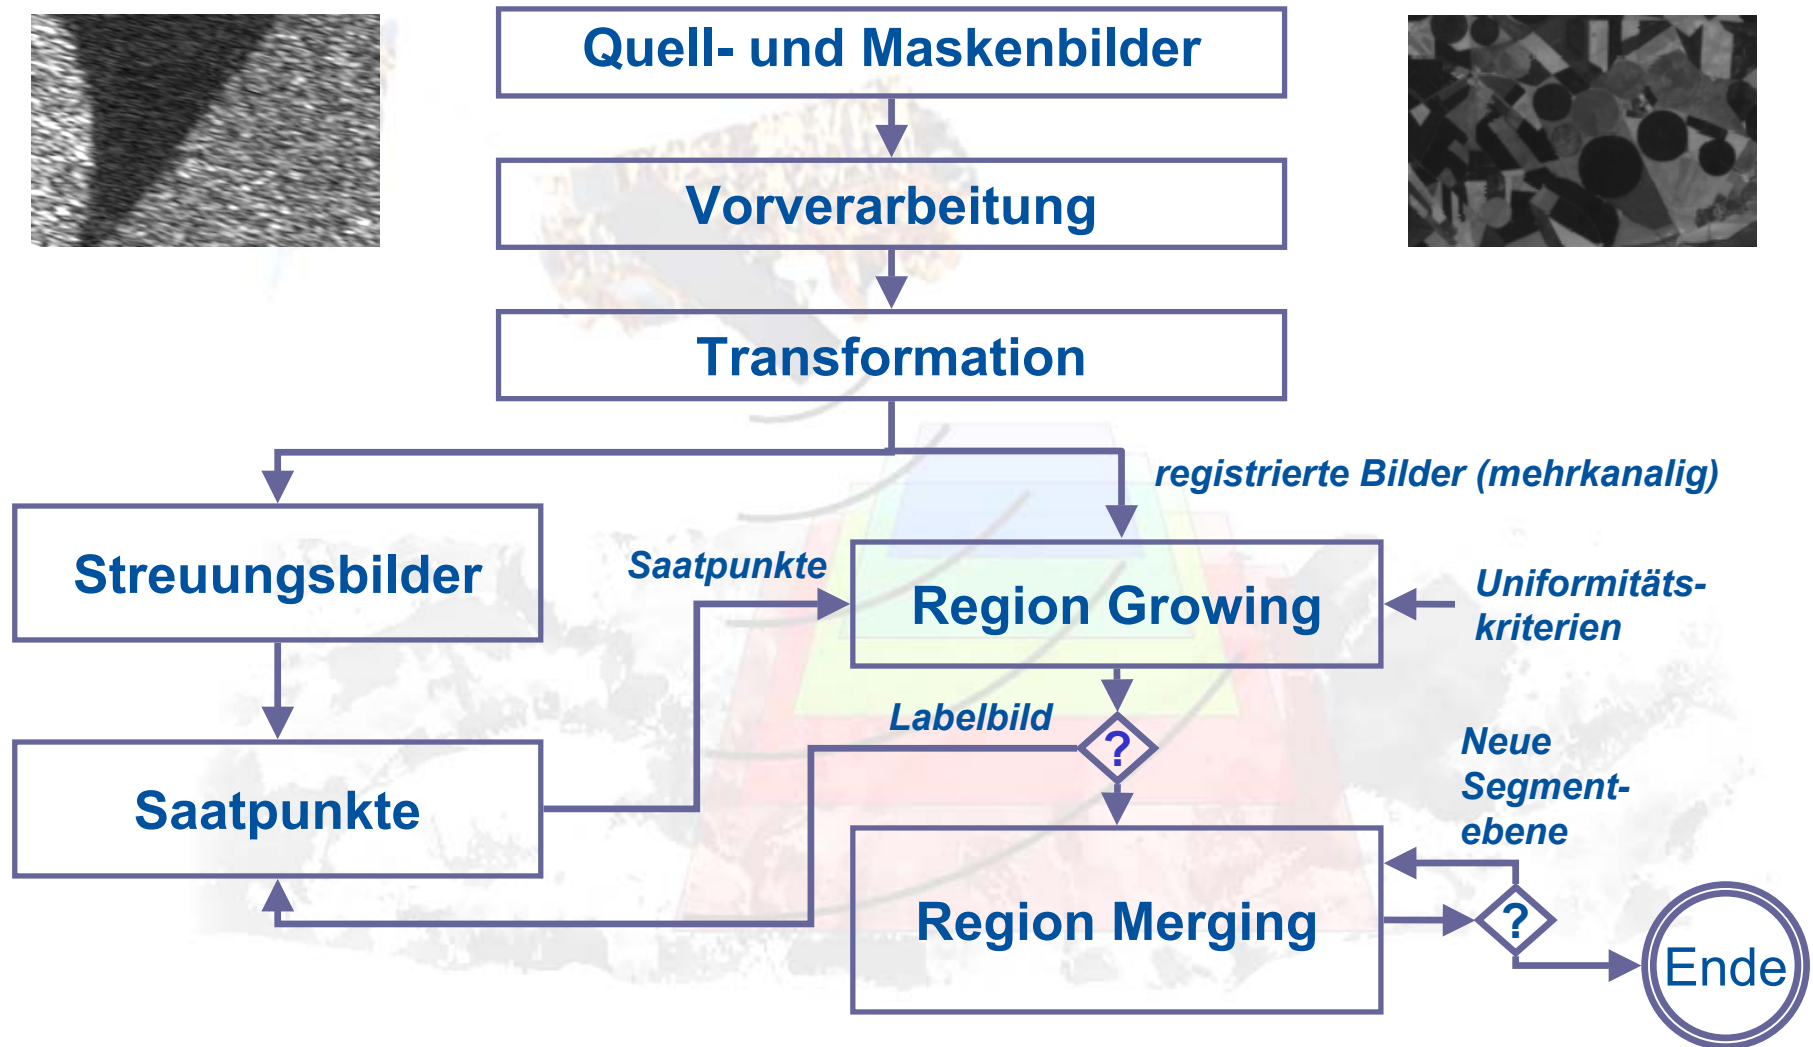 Quell- und Maskenbilder
Vorverarbeitung
Transformation
registrierte Bilder (mehrkanalig)
Streuungsbilder
Saatpunkte
Region Growing
Uniformitäts-
kriterien
Labelbild
?
Neue
Segment-
ebene
Saatpunkte
Region Merging
?
Ende